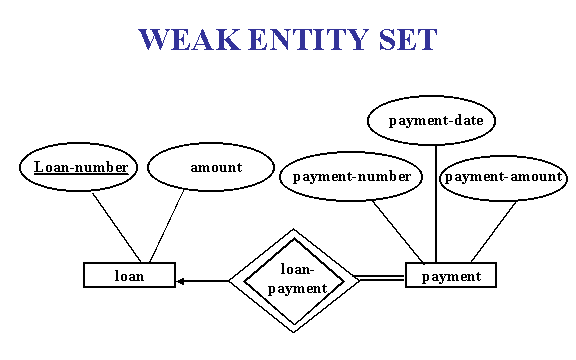 WEAK ENTITY SET
payment-date
Loan-number
amount
payment-number
payment-amount
loan
loan-
payment
payment